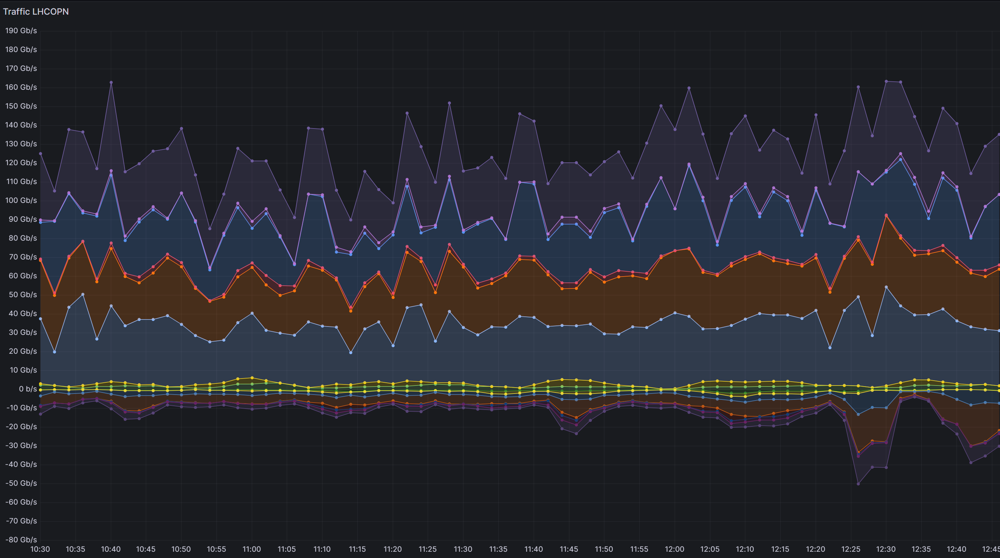 Traffic LHCOPN
190 Gb/s
180 Gb/s
170 Gb/s
160 Gb/s
150 Gb/s
140 Gb/s
130 Gb/s
120 Gb/s
110 Gb/s
100 Gb/s
90 Gb/s
80 Gb/s
70 Gb/s
60 Gb/s
50 Gb/s
40 Gb/s
30 Gb/s
20 Gb/s
10 Gb/s
0 b/s
-10 Gb/s
-20 Gb/s
-30 Gb/s
-40 Gb/s
-50 Gb/s
-60 Gb/s
-70 Gb/s
-80 Gb/s
10:30 10:35 10:40 10:45 10:50 10:55 11:00 11:05 11:10 11:15 11:20 11:25 11:30 11:35 11:40 11:45 11:50 11:55 12:00 12:05 12:10 12:15 12:20 12:25 12:30 12:35 12:40 12:45